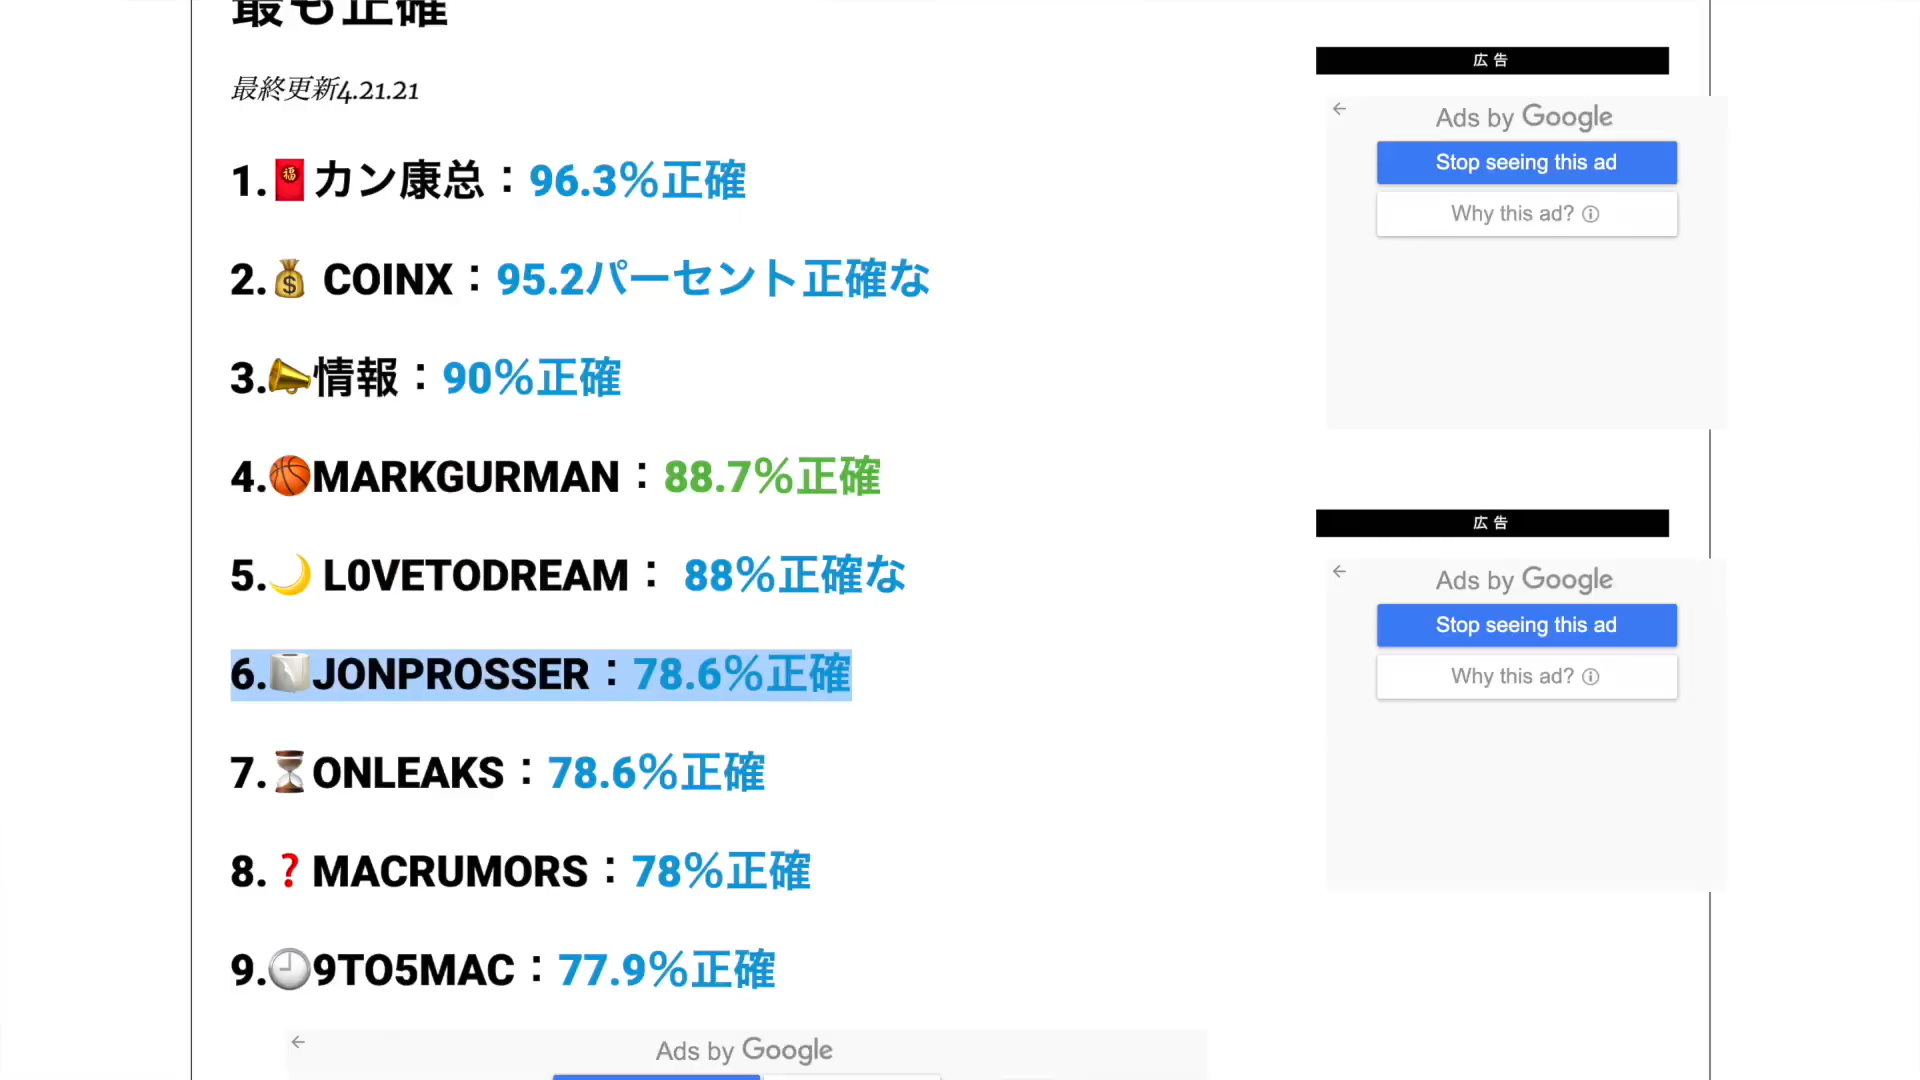 最も正確
最終更新4.21.21
1.🧧カン康总：96.3%正確
2.💰 COINX：95.2パーセント正確な
3.📣情報：90%正確
4.🏀MARKGURMAN：88.7%正確
5.🌙 L0VETODREAM： 88%正確な
6.🧻JONPROSSER：78.6%正確
7.⏳ONLEAKS：78.6%正確
8.❓MACRUMORS：78%正確
9.🕘9TO5MAC：77.9%正確
Ads by Google
広告
Ads by Google
Stop seeing this ad
Why this ad?
広告
Ads by Google
Stop seeing this ad
Why this ad?